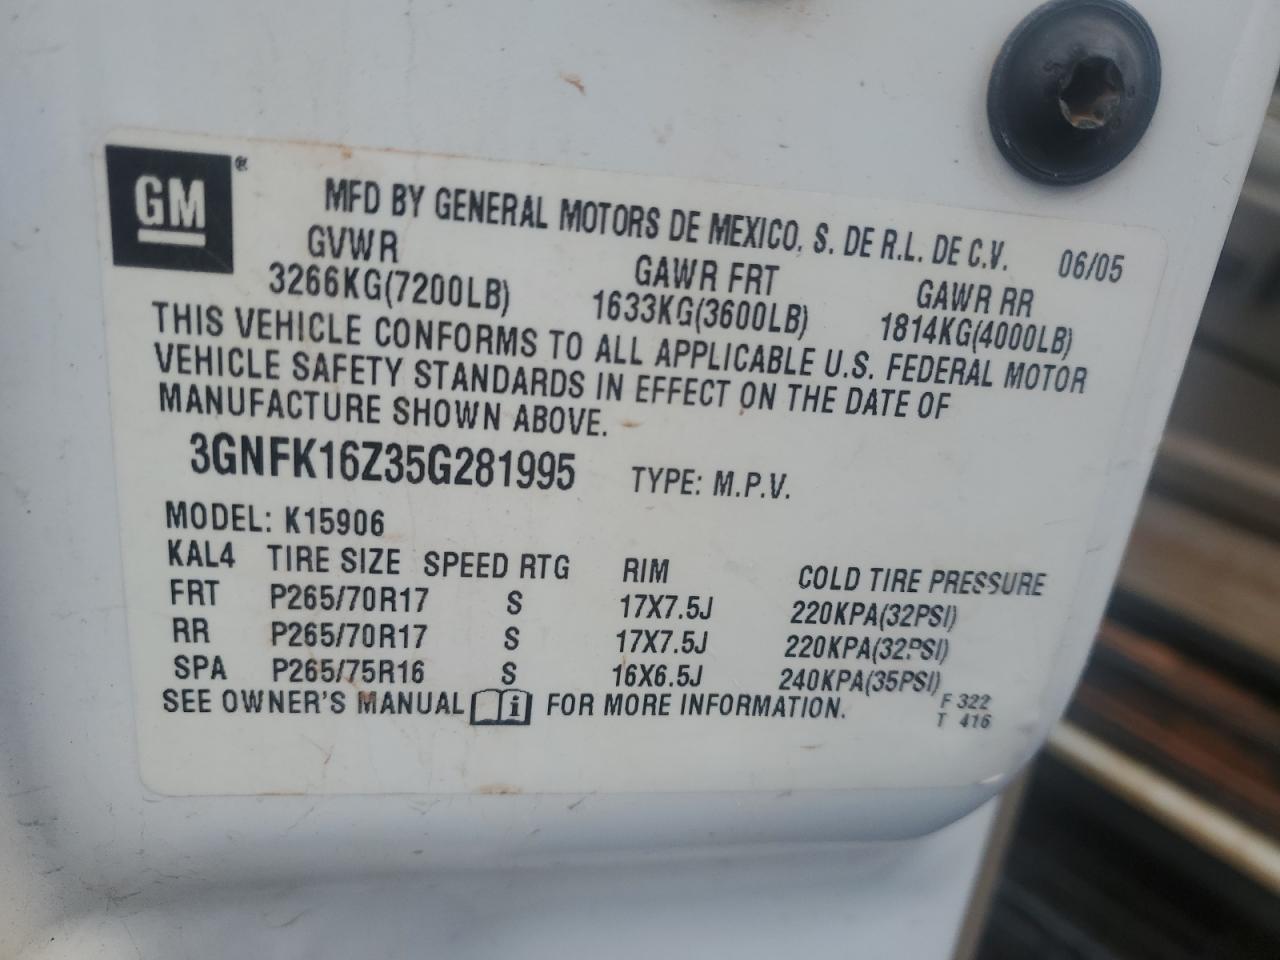 GM ®
MFD BY GENERAL MOTORS DE MEXICO, S. DE R.L. DE C.V. 06/05
GVWR GAWR FRT GAWR RR
3266KG(7200LB) 1633KG(3600LB) 1814KG(4000LB)
THIS VEHICLE CONFORMS TO ALL APPLICABLE U.S. FEDERAL MOTOR
VEHICLE SAFETY STANDARDS IN EFFECT ON THE DATE OF
MANUFACTURE SHOWN ABOVE.
3GNFK16Z35G281995 TYPE: M.P.V.
MODEL: K15906
KAL4 TIRE SIZE SPEED RTG RIM COLD TIRE PRESSURE
FRT P265/70R17 S 17X7.5J 220KPA(32PSI)
RR P265/70R17 S 17X7.5J 220KPA(32PSI)
SPA P265/75R16 S 16X6.5J 240KPA(35PSI)
SEE OWNER'S MANUAL i FOR MORE INFORMATION.
F 322
T 416